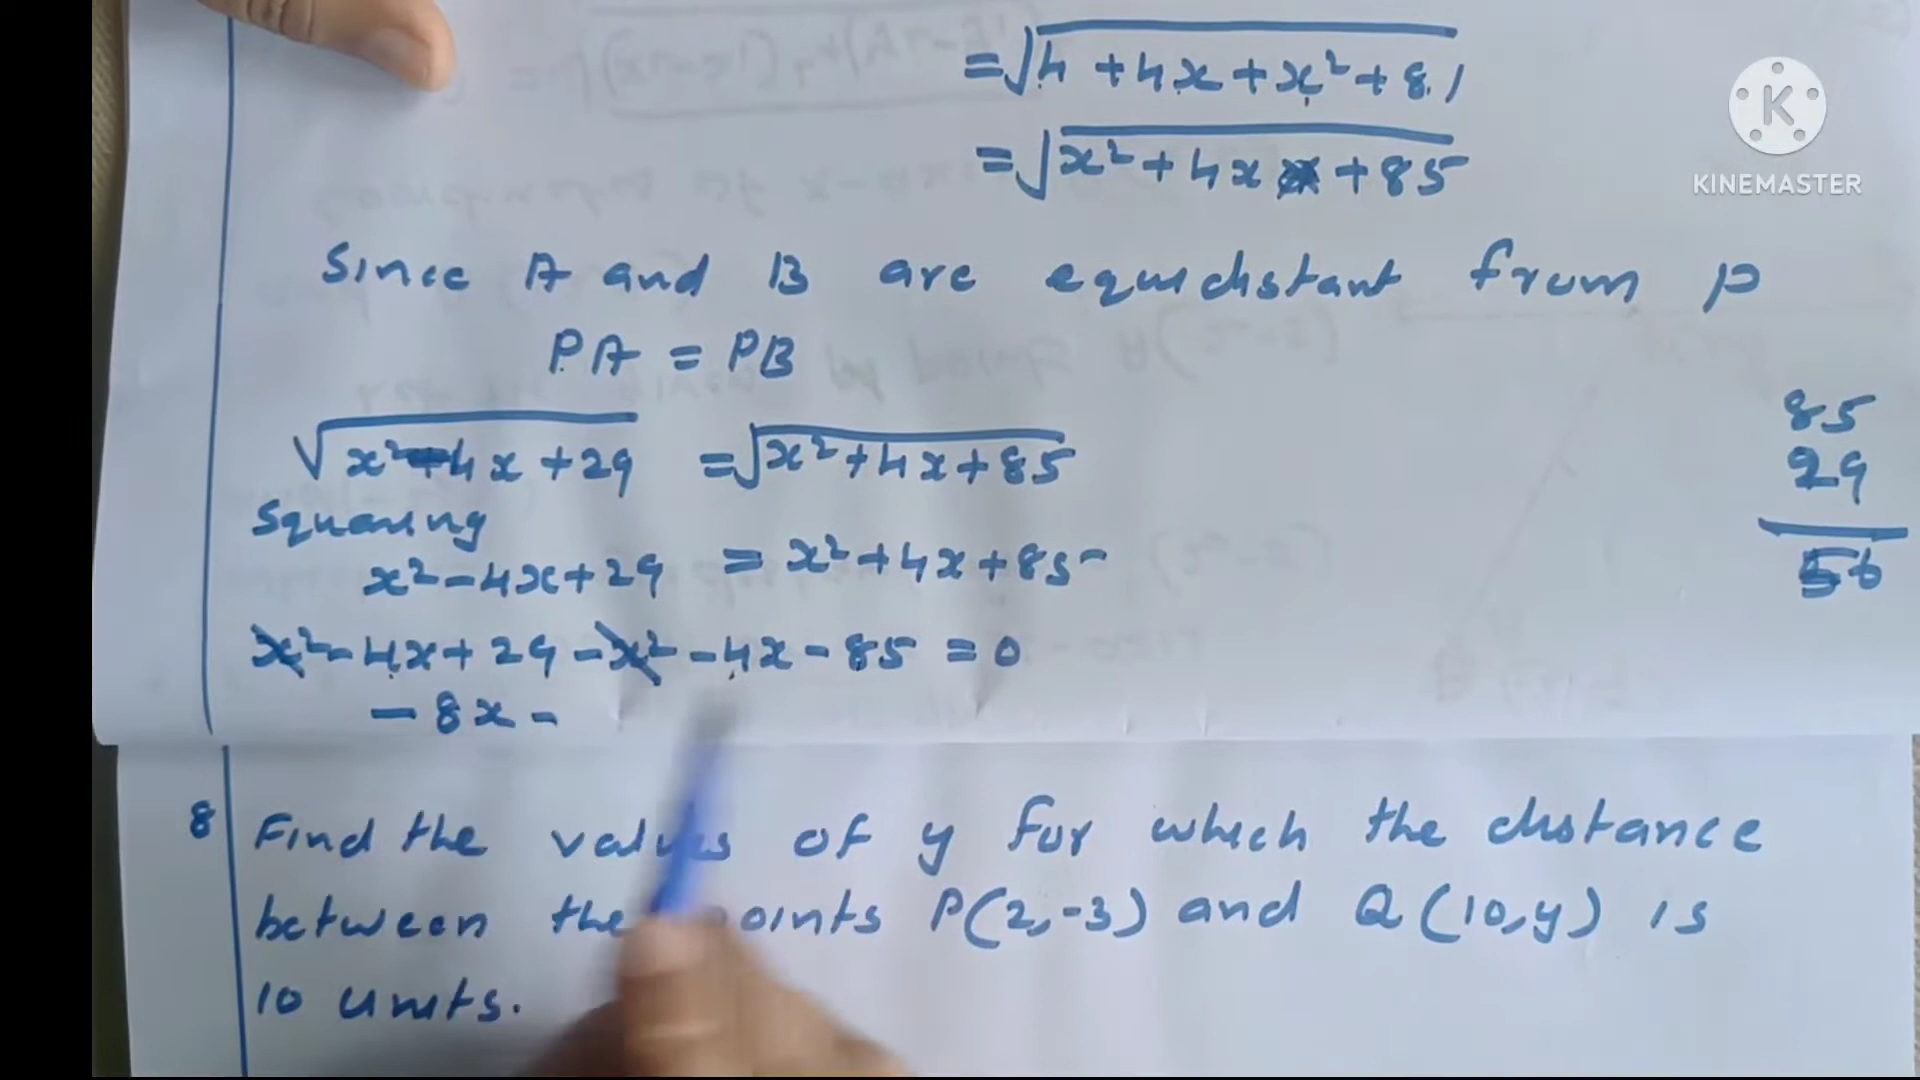 =√4 + 4x + x² + 81
=√x² + 4x + 85
KINEMASTER
Since A and B are equidistant from P
PA = PB
√x²-4x +29 =√x²+4x+85
Squaring
x²-4x+29 = x²+4x+85
x²-4x+29-x²-4x-85 =0
-8x-
85
29
56
8 Find the values of y for which the distance
between the points P(2,-3) and Q(10,y) is
10 units.